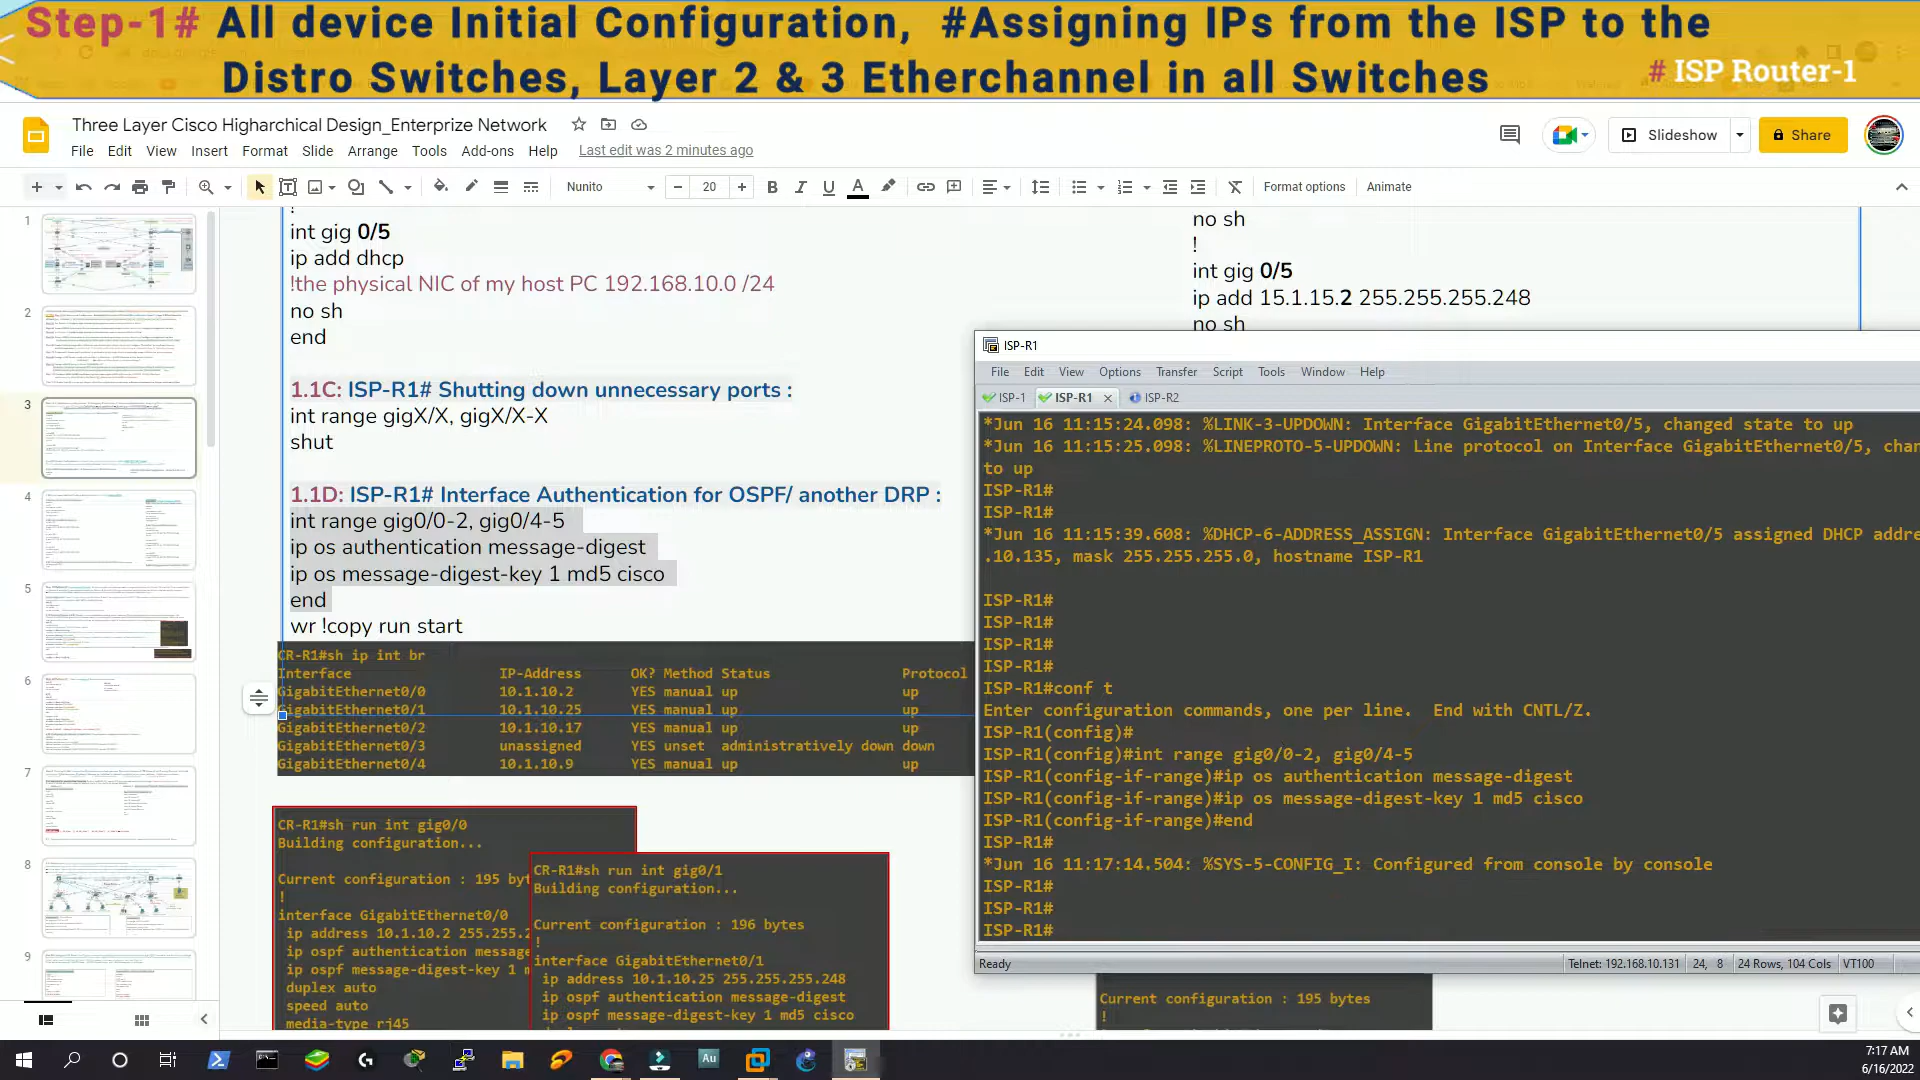 Step-1# All device Initial Configuration, #Assigning IPs from the ISP to the
Distro Switches, Layer 2 & 3 Etherchannel in all Switches
# ISP Router-1
Three Layer Cisco Higharchical Design_Enterprize Network
File Edit View Insert Format Slide Arrange Tools Add-ons Help Last edit was 2 minutes ago
Slideshow
Share
Nunito
20
Format options
Animate
1
2
3
4
5
6
7
8
9
!
int gig 0/5
ip add dhcp
!the physical NIC of my host PC 192.168.10.0 /24
no sh
end
1.1C: ISP-R1# Shutting down unnecessary ports :
int range gigX/X, gigX/X-X
shut
1.1D: ISP-R1# Interface Authentication for OSPF/ another DRP :
int range gig0/0-2, gig0/4-5
ip os authentication message-digest
ip os message-digest-key 1 md5 cisco
end
wr !copy run start
CR-R1#sh ip int br
Interface IP-Address OK? Method Status Protocol
GigabitEthernet0/0 10.1.10.2 YES manual up up
GigabitEthernet0/1 10.1.10.25 YES manual up up
GigabitEthernet0/2 10.1.10.17 YES manual up up
GigabitEthernet0/3 unassigned YES unset administratively down down
GigabitEthernet0/4 10.1.10.9 YES manual up up
CR-R1#sh run int gig0/0
Building configuration...
Current configuration : 195 byt
!
interface GigabitEthernet0/0
ip address 10.1.10.2 255.255.2
ip ospf authentication message
ip ospf message-digest-key 1 m
duplex auto
speed auto
media-type rj45
CR-R1#sh run int gig0/1
Building configuration...
Current configuration : 196 bytes
!
interface GigabitEthernet0/1
ip address 10.1.10.25 255.255.255.248
ip ospf authentication message-digest
ip ospf message-digest-key 1 md5 cisco
no sh
!
int gig 0/5
ip add 15.1.15.2 255.255.255.248
no sh
ISP-R1
File Edit View Options Transfer Script Tools Window Help
ISP-1 ISP-R1 × ISP-R2
*Jun 16 11:15:24.098: %LINK-3-UPDOWN: Interface GigabitEthernet0/5, changed state to up
*Jun 16 11:15:25.098: %LINEPROTO-5-UPDOWN: Line protocol on Interface GigabitEthernet0/5, chan
to up
ISP-R1#
ISP-R1#
*Jun 16 11:15:39.608: %DHCP-6-ADDRESS_ASSIGN: Interface GigabitEthernet0/5 assigned DHCP addre
.10.135, mask 255.255.255.0, hostname ISP-R1
ISP-R1#
ISP-R1#
ISP-R1#
ISP-R1#
ISP-R1#conf t
Enter configuration commands, one per line. End with CNTL/Z.
ISP-R1(config)#
ISP-R1(config)#int range gig0/0-2, gig0/4-5
ISP-R1(config-if-range)#ip os authentication message-digest
ISP-R1(config-if-range)#ip os message-digest-key 1 md5 cisco
ISP-R1(config-if-range)#end
ISP-R1#
*Jun 16 11:17:14.504: %SYS-5-CONFIG_I: Configured from console by console
ISP-R1#
ISP-R1#
ISP-R1#
Ready Telnet: 192.168.10.131 24, 8 24 Rows, 104 Cols VT100
Current configuration : 195 bytes
!
Au
7:17 AM
6/16/2022